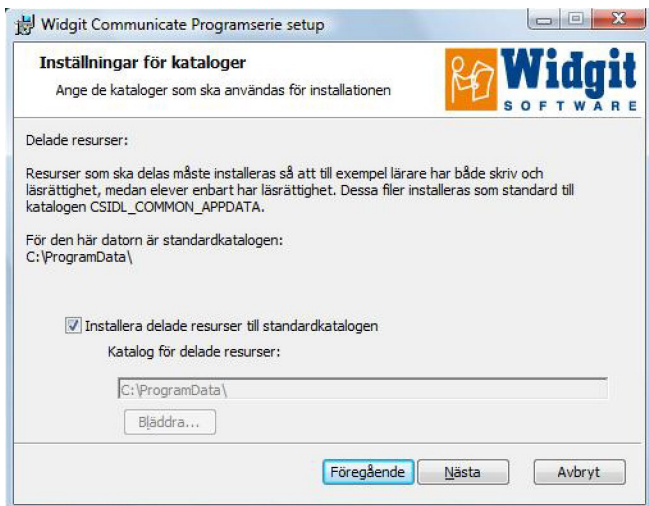 Widgit Communicate Programserie setup
Inställningar för kataloger
Ange de kataloger som ska användas för installationen
Widgit
SOFTWARE
Delade resurser:
Resurser som ska delas måste installeras så att till exempel lärare har både skriv och
läsrättighet, medan elever enbart har läsrättighet. Dessa filer installeras som standard till
katalogen CSIDL_COMMON_APPDATA.
För den här datorn är standardkatalogen:
C:\ProgramData\
Installera delade resurser till standardkatalogen
Katalog för delade resurser:
C:\ProgramData\
Bläddra...
Föregående Nästa Avbryt